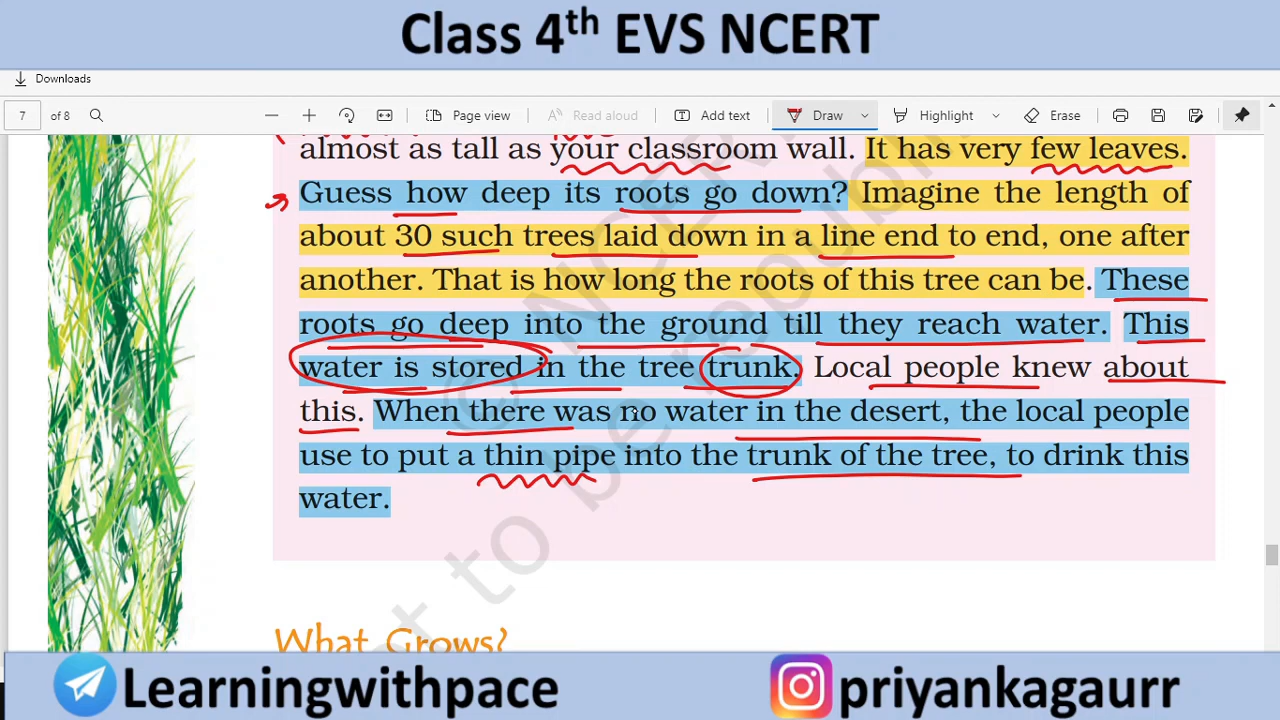 Class 4th EVS NCERT
Downloads
7 of 8 Page view Read aloud Add text Draw Highlight Erase
almost as tall as your classroom wall. It has very few leaves.
Guess how deep its roots go down? Imagine the length of
about 30 such trees laid down in a line end to end, one after
another. That is how long the roots of this tree can be. These
roots go deep into the ground till they reach water. This
water is stored in the tree trunk. Local people knew about
this. When there was no water in the desert, the local people
use to put a thin pipe into the trunk of the tree, to drink this
water.
What Grows?
Learningwithpace priyankagaurr